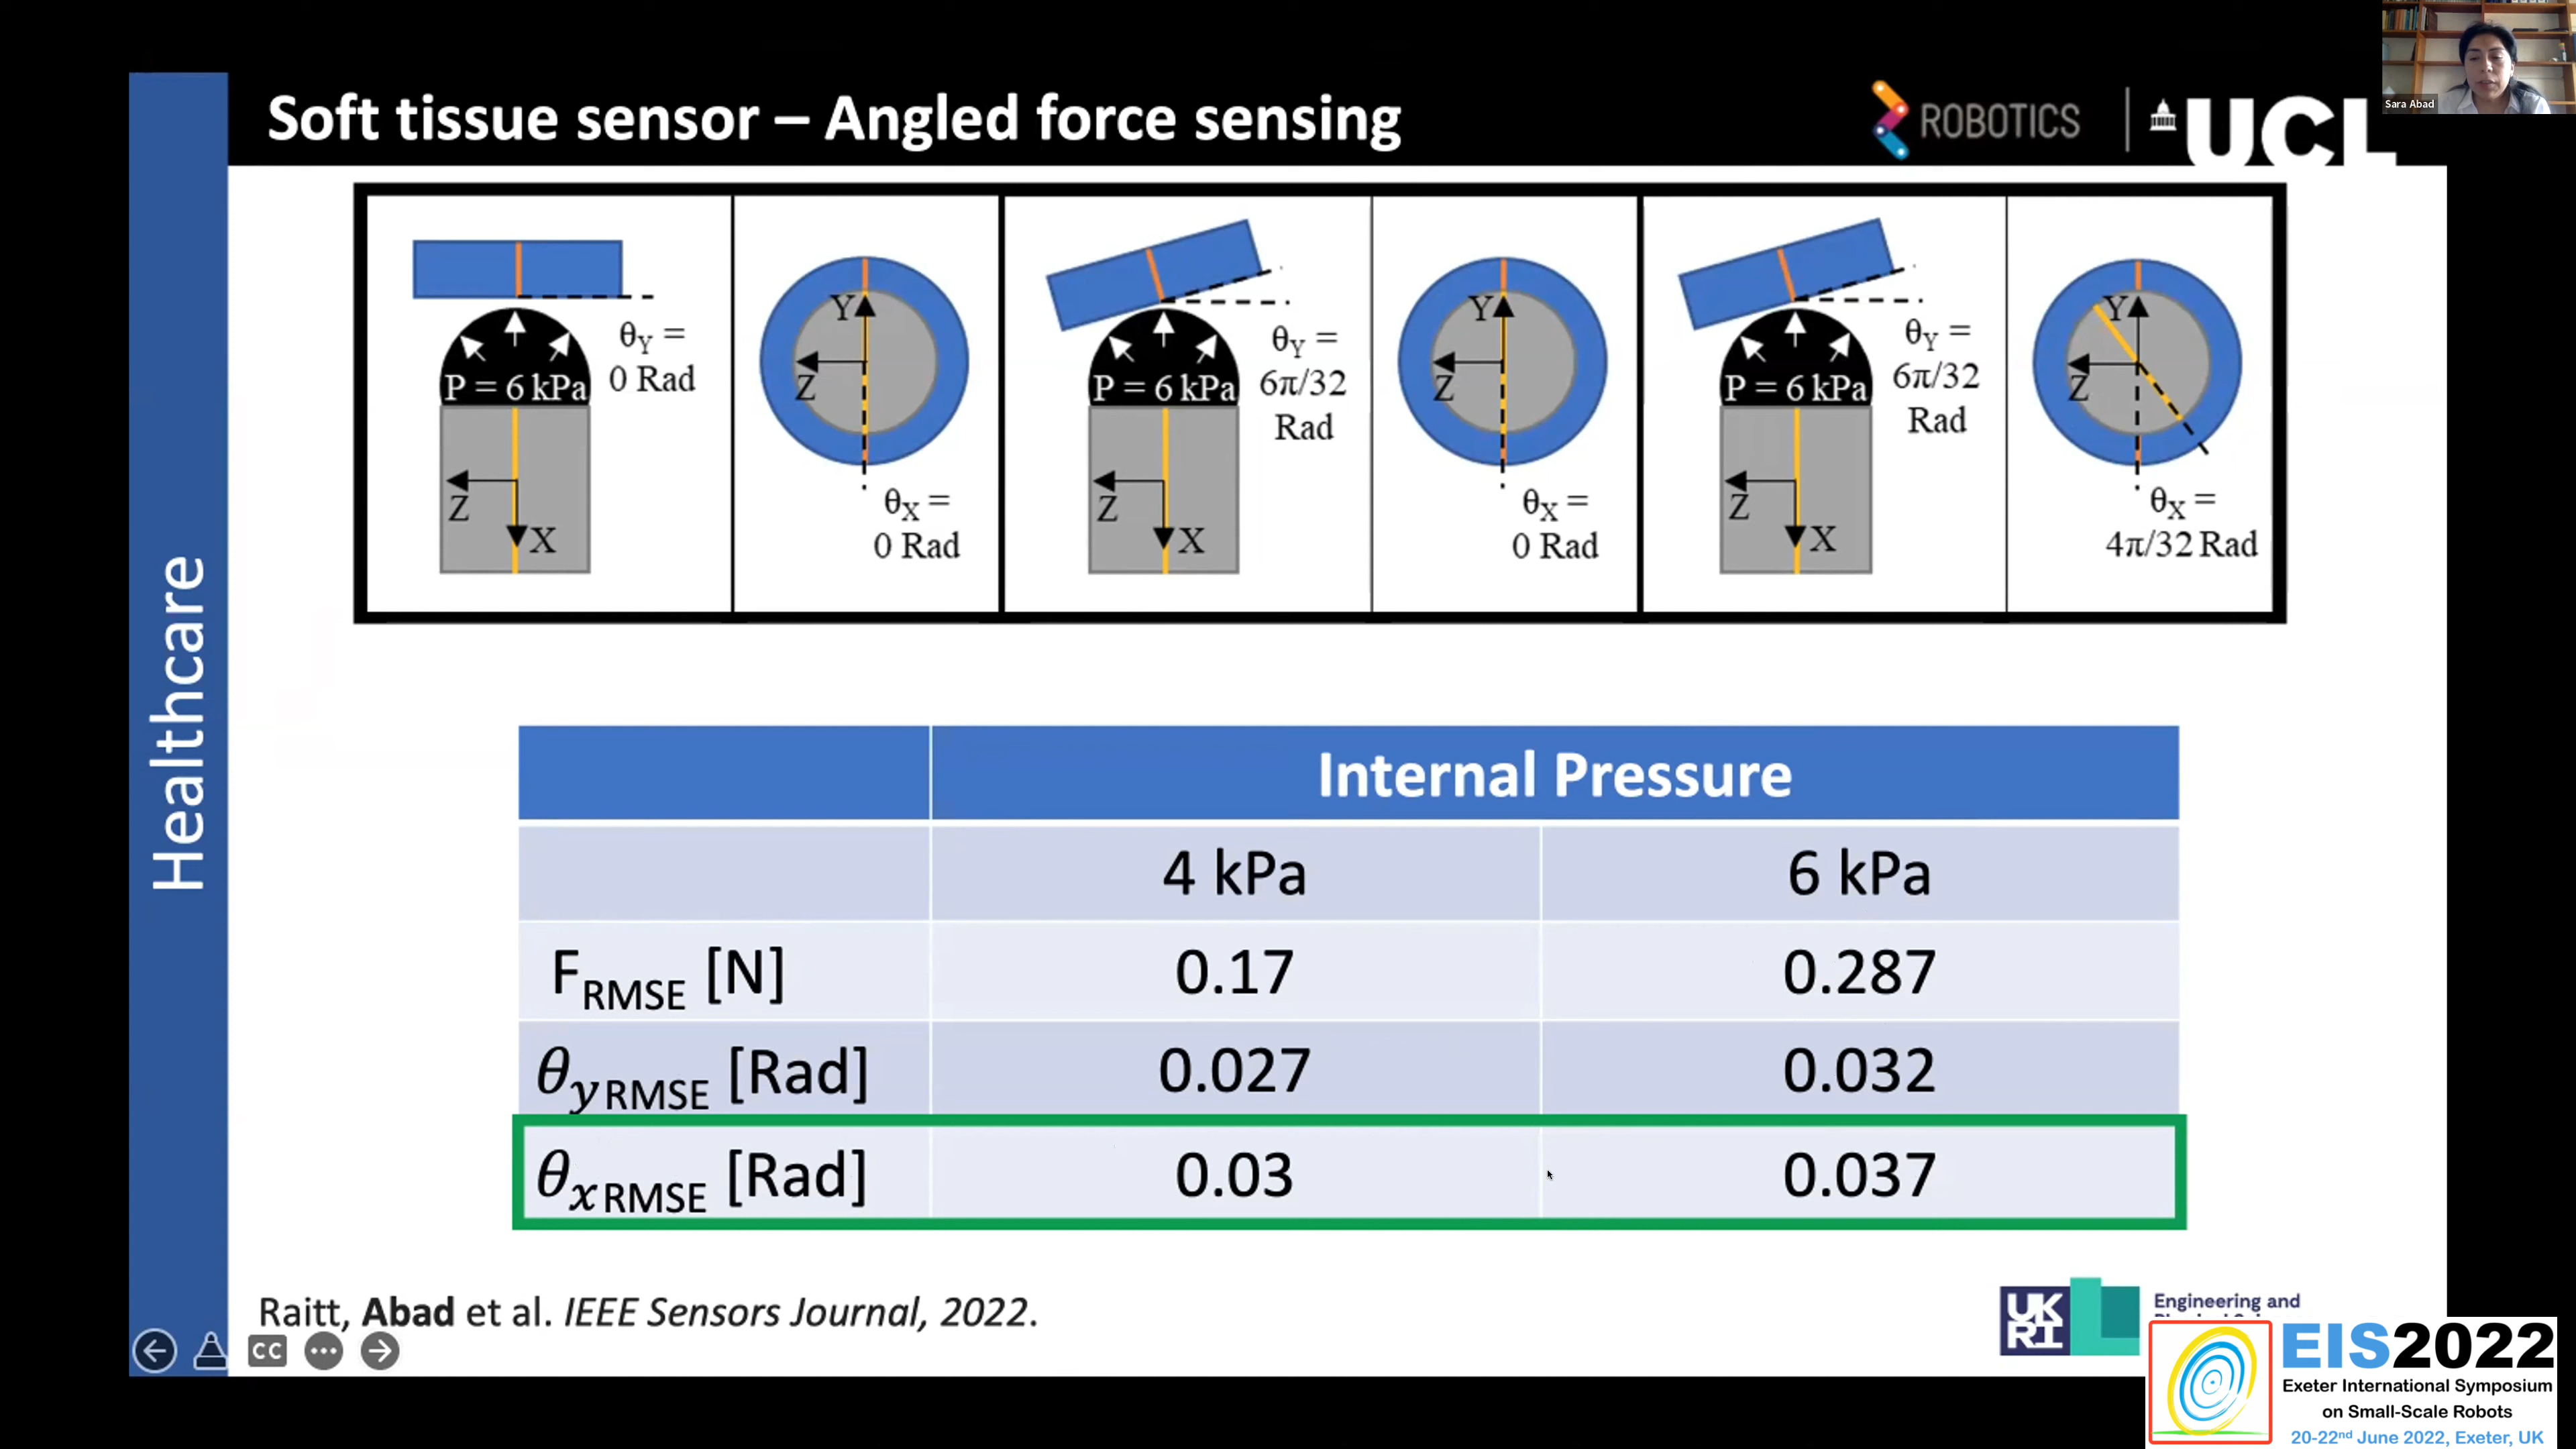 Sara Abad
Soft tissue sensor – Angled force sensing
ROBOTICS
UCL
Healthcare
θY =
0 Rad
P = 6 kPa
Z
X
Y
Z
θX =
0 Rad
θY =
6π/32
Rad
P = 6 kPa
Z
X
Y
Z
θX =
0 Rad
θY =
6π/32
Rad
P = 6 kPa
Z
X
Y
Z
θX =
4π/32 Rad
Internal Pressure
4 kPa 6 kPa
FRMSE [N] 0.17 0.287
θyRMSE [Rad] 0.027 0.032
θxRMSE [Rad] 0.03 0.037
Raitt, Abad et al. IEEE Sensors Journal, 2022.
CC
UK
RI
Engineering and
EIS2022
Exeter International Symposium
on Small-Scale Robots
20-22nd June 2022, Exeter, UK